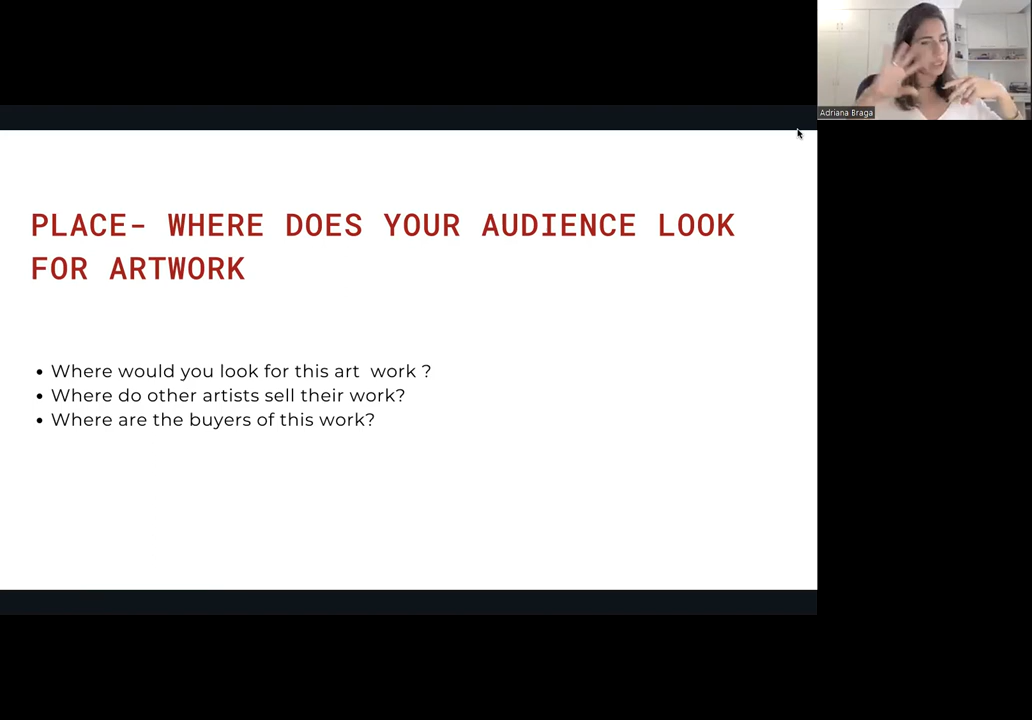 Adriana Braga
PLACE- WHERE DOES YOUR AUDIENCE LOOK
FOR ARTWORK
• Where would you look for this art  work ?
• Where do other artists sell their work?
• Where are the buyers of this work?